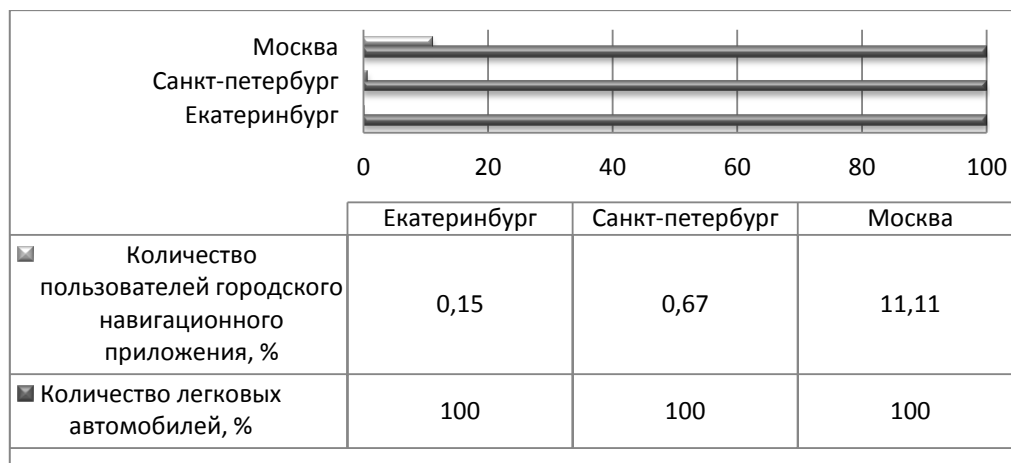 Москва
Санкт-петербург
Екатеринбург
0 20 40 60 80 100
Екатеринбург Санкт-петербург Москва
Количество
пользователей городского
навигационного
приложения, %
0,15 0,67 11,11
Количество легковых
автомобилей, %
100 100 100